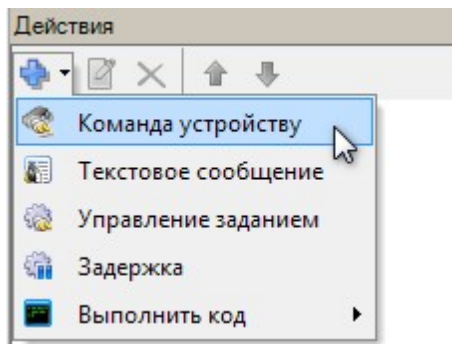 Действия
Команда устройству
Текстовое сообщение
Управление заданием
Задержка
Выполнить код